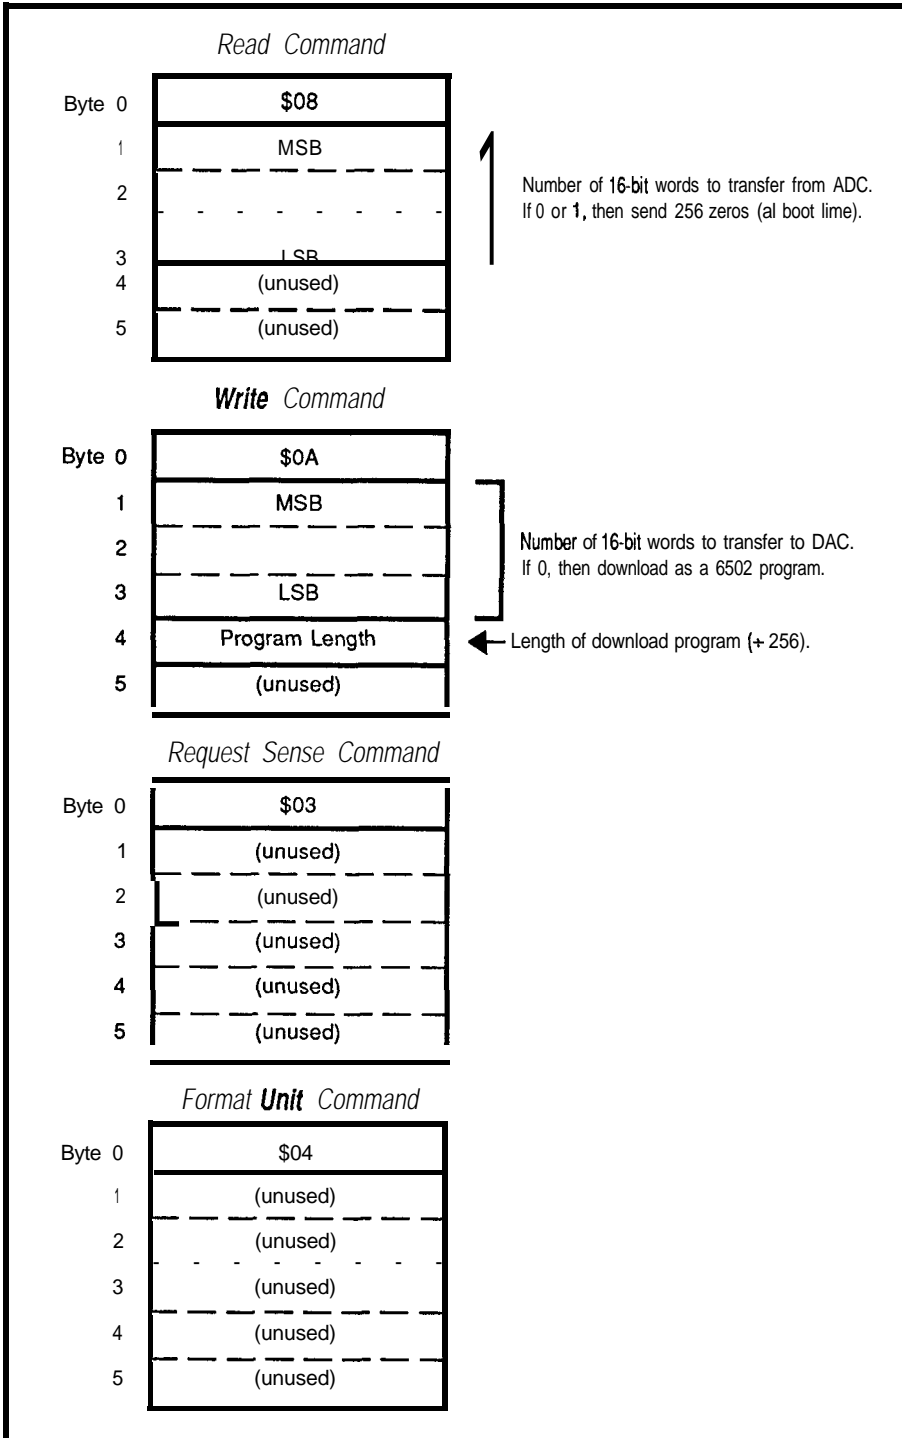 Read Command
Byte 0 $08
1 MSB
2
3 LSB
4 (unused)
5 (unused)
Number of 16-bit words to transfer from ADC.
If 0 or 1, then send 256 zeros (al boot lime).
Write Command
Byte 0 $0A
1 MSB
2
3 LSB
4 Program Length
5 (unused)
Number of 16-bit words to transfer to DAC.
If 0, then download as a 6502 program.
Length of download program (+ 256).
Request Sense Command
Byte 0 $03
1 (unused)
2 (unused)
3 (unused)
4 (unused)
5 (unused)
Format Unit Command
Byte 0 $04
1 (unused)
2 (unused)
3 (unused)
4 (unused)
5 (unused)